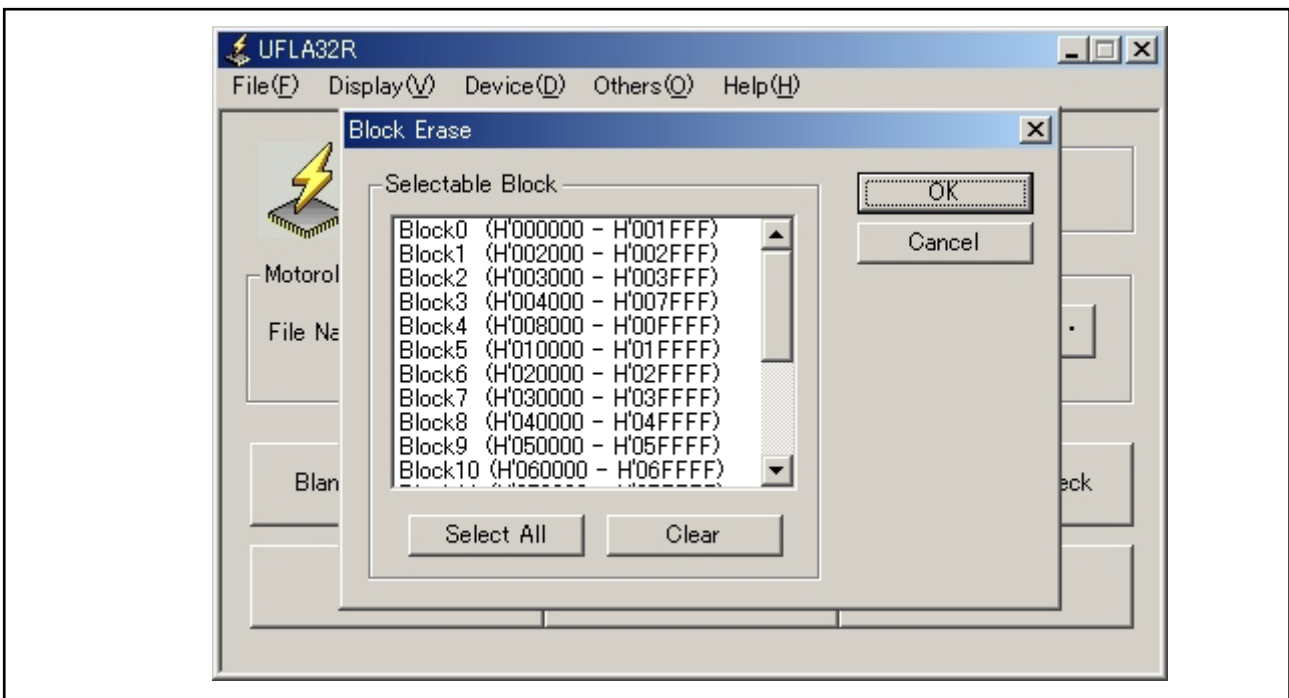 UFLA32R
File(F) Display(V) Device(D) Others(O) Help(H)
Block Erase
Selectable Block
OK
Cancel
Block0 (H'000000 - H'001FFF)
Block1 (H'002000 - H'002FFF)
Block2 (H'003000 - H'003FFF)
Block3 (H'004000 - H'007FFF)
Block4 (H'008000 - H'00FFFF)
Block5 (H'010000 - H'01FFFF)
Block6 (H'020000 - H'02FFFF)
Block7 (H'030000 - H'03FFFF)
Block8 (H'040000 - H'04FFFF)
Block9 (H'050000 - H'05FFFF)
Block10 (H'060000 - H'06FFFF)
Select All
Clear
Motorol
File Na
Blan
eck